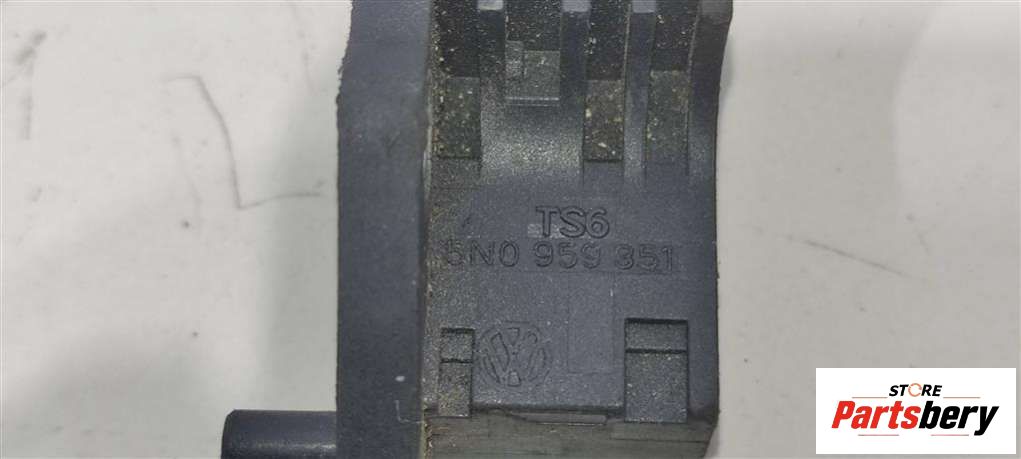 TS6
5N0 959 351
STORE
Partsbery